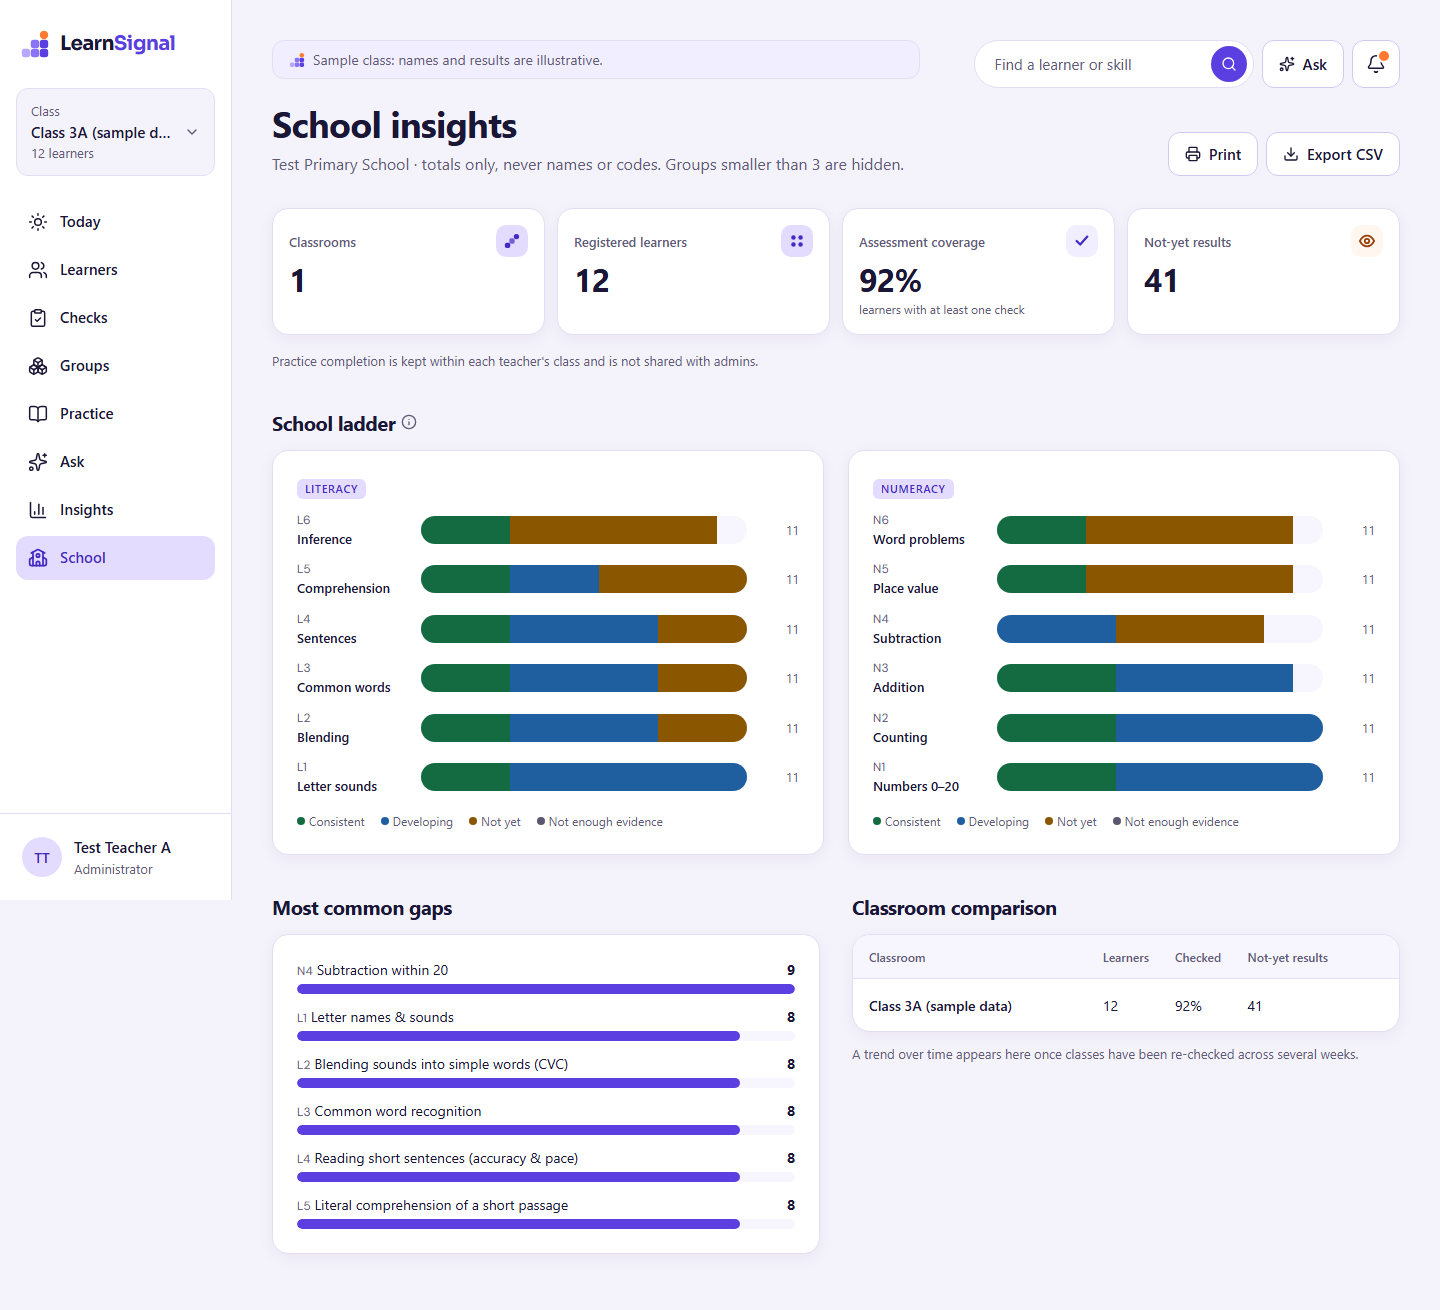 LearnSignal
Class
Class 3A (sample d...
12 learners
Today
Learners
Checks
Groups
Practice
Ask
Insights
School
TT
Test Teacher A
Administrator
Sample class: names and results are illustrative.
Find a learner or skill
Ask
School insights
Test Primary School · totals only, never names or codes. Groups smaller than 3 are hidden.
Print
Export CSV
Classrooms
1
Registered learners
12
Assessment coverage
92%
learners with at least one check
Not-yet results
41
Practice completion is kept within each teacher's class and is not shared with admins.
School ladder
LITERACY
L6
Inference
11
L5
Comprehension
11
L4
Sentences
11
L3
Common words
11
L2
Blending
11
L1
Letter sounds
11
Consistent Developing Not yet Not enough evidence
NUMERACY
N6
Word problems
11
N5
Place value
11
N4
Subtraction
11
N3
Addition
11
N2
Counting
11
N1
Numbers 0–20
11
Consistent Developing Not yet Not enough evidence
Most common gaps
N4 Subtraction within 20 9
L1 Letter names & sounds 8
L2 Blending sounds into simple words (CVC) 8
L3 Common word recognition 8
L4 Reading short sentences (accuracy & pace) 8
L5 Literal comprehension of a short passage 8
Classroom comparison
Classroom Learners Checked Not-yet results
Class 3A (sample data) 12 92% 41
A trend over time appears here once classes have been re-checked across several weeks.